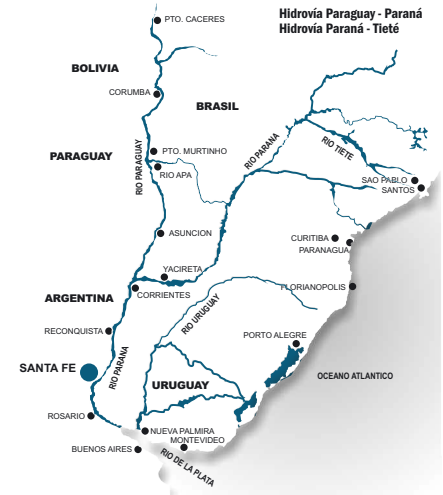 Hidrovía Paraguay - Paraná
Hidrovía Paraná - Tieté
PTO. CACERES
BOLIVIA
CORUMBA
BRASIL
PARAGUAY
PTO. MURTINHO
RIO APA
RIO PARAGUAY
RIO PARANA
RIO TIETE
SAO PABLO
SANTOS
ASUNCION
CURITIBA
PARANAGUA
YACIRETA
CORRIENTES
FLORIANOPOLIS
ARGENTINA
RIO URUGUAY
RECONQUISTA
PORTO ALEGRE
SANTA FE
RIO PARANA
URUGUAY
OCEANO ATLANTICO
ROSARIO
NUEVA PALMIRA
MONTEVIDEO
BUENOS AIRES
RIO DE LA PLATA